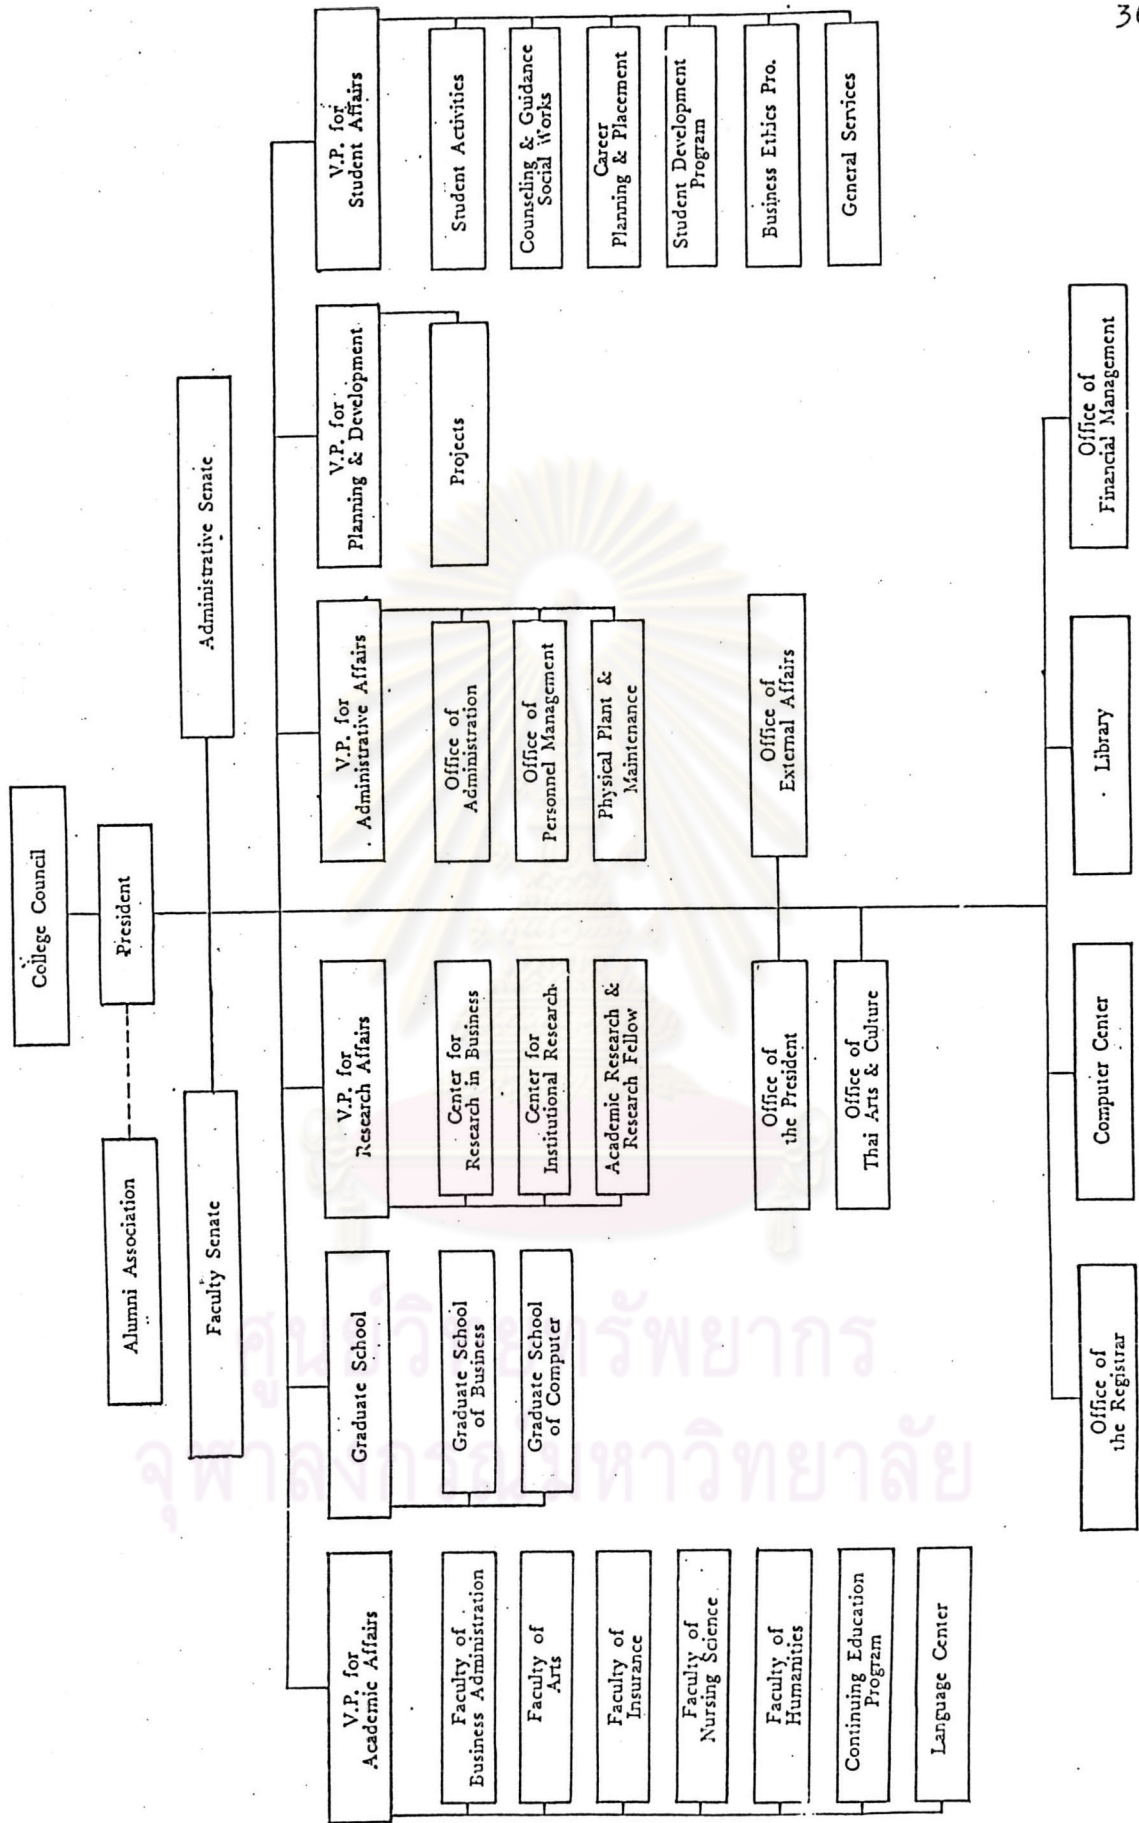 36
College Council
President
Alumni Association
Administrative Senate
Faculty Senate
V.P. for
Academic Affairs
Faculty of
Business Administration
Faculty of
Arts
Faculty of
Insurance
Faculty of
Nursing Science
Faculty of
Humanities
Continuing Education
Program
Language Center
Graduate School
Graduate School
of Business
Graduate School
of Computer
V.P. for
Research Affairs
Center for
Research in Business
Center for
Institutional Research
Academic Research &
Research Fellow
V.P. for
Administrative Affairs
Office of
Administration
Office of
Personnel Management
Physical Plant &
Maintenance
V.P. for
Planning & Development
Projects
V.P. for
Student Affairs
Student Activities
Counseling & Guidance
Social Works
Career
Planning & Placement
Student Development
Program
Business Ethics Pro.
General Services
Office of
the President
Office of
External Affairs
Office of
Thai Arts & Culture
Office of
the Registrar
Computer Center
Library
Office of
Financial Management
ศูนย์วิทยทรัพยากร
จุฬาลงกรณ์มหาวิทยาลัย